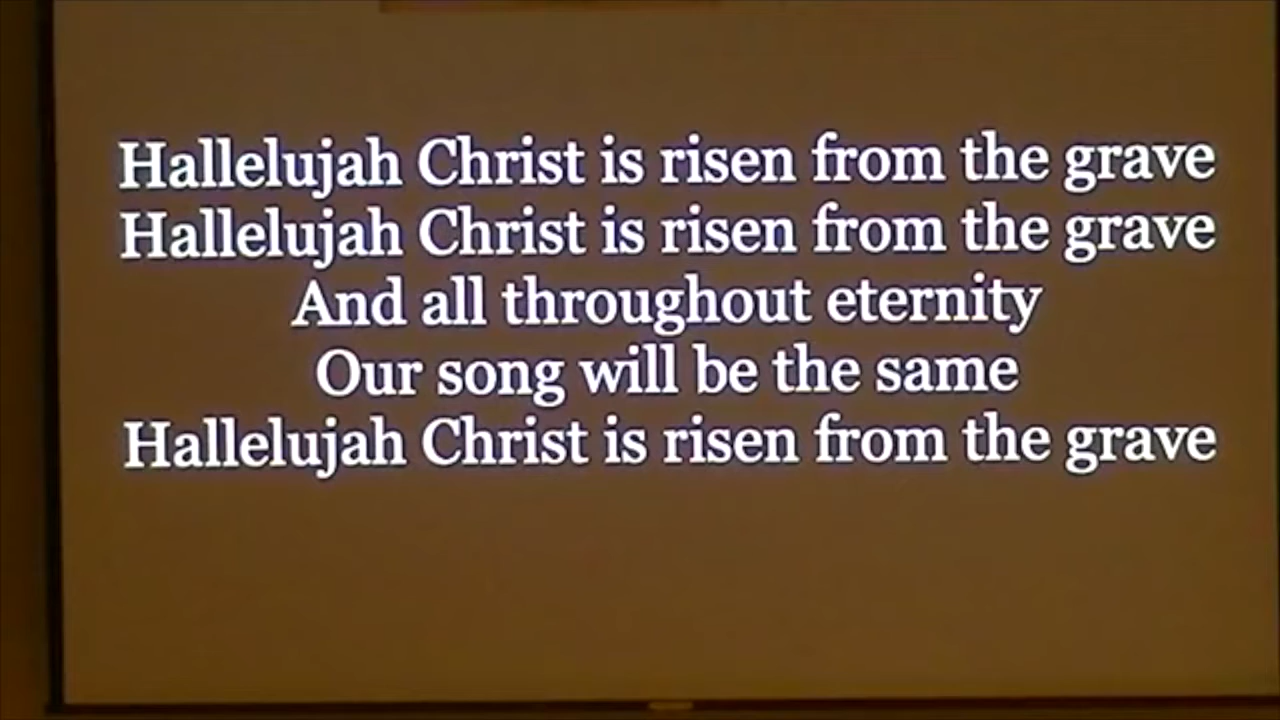 Hallelujah Christ is risen from the grave
Hallelujah Christ is risen from the grave
And all throughout eternity
Our song will be the same
Hallelujah Christ is risen from the grave